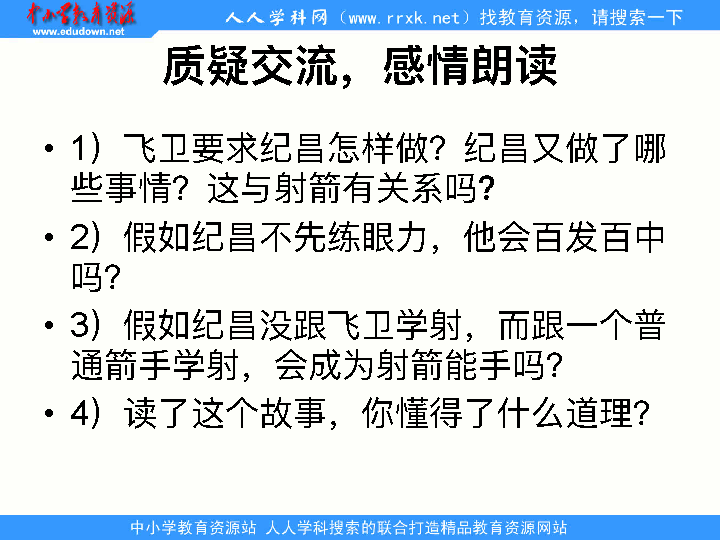 中小学教育资源
www.edudown.net
人人学科网（www.rrxk.net）找教育资源，请搜索一下
质疑交流，感情朗读
• 1）飞卫要求纪昌怎样做？纪昌又做了哪
些事情？这与射箭有关系吗?
• 2）假如纪昌不先练眼力，他会百发百中
吗？
• 3）假如纪昌没跟飞卫学射，而跟一个普
通箭手学射，会成为射箭能手吗？
• 4）读了这个故事，你懂得了什么道理？
中小学教育资源站 人人学科搜索的联合打造精品教育资源网站